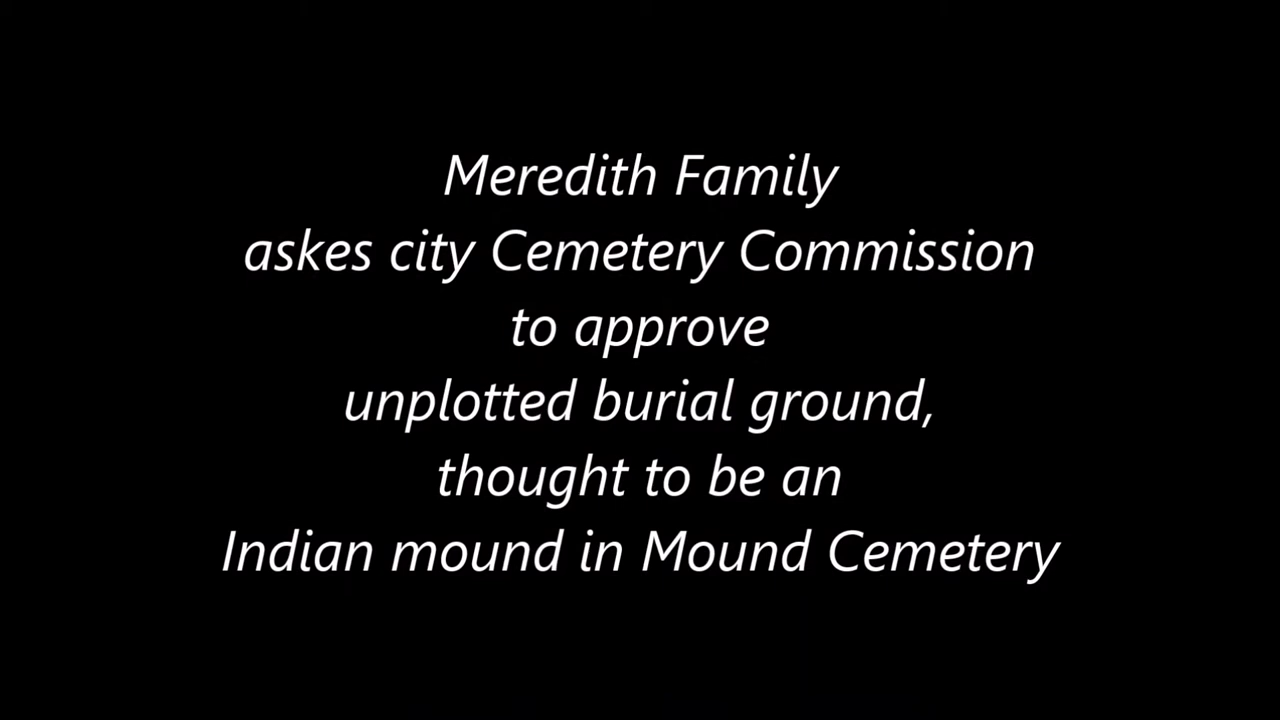 Meredith Family
askes city Cemetery Commission
to approve
unplotted burial ground,
thought to be an
Indian mound in Mound Cemetery